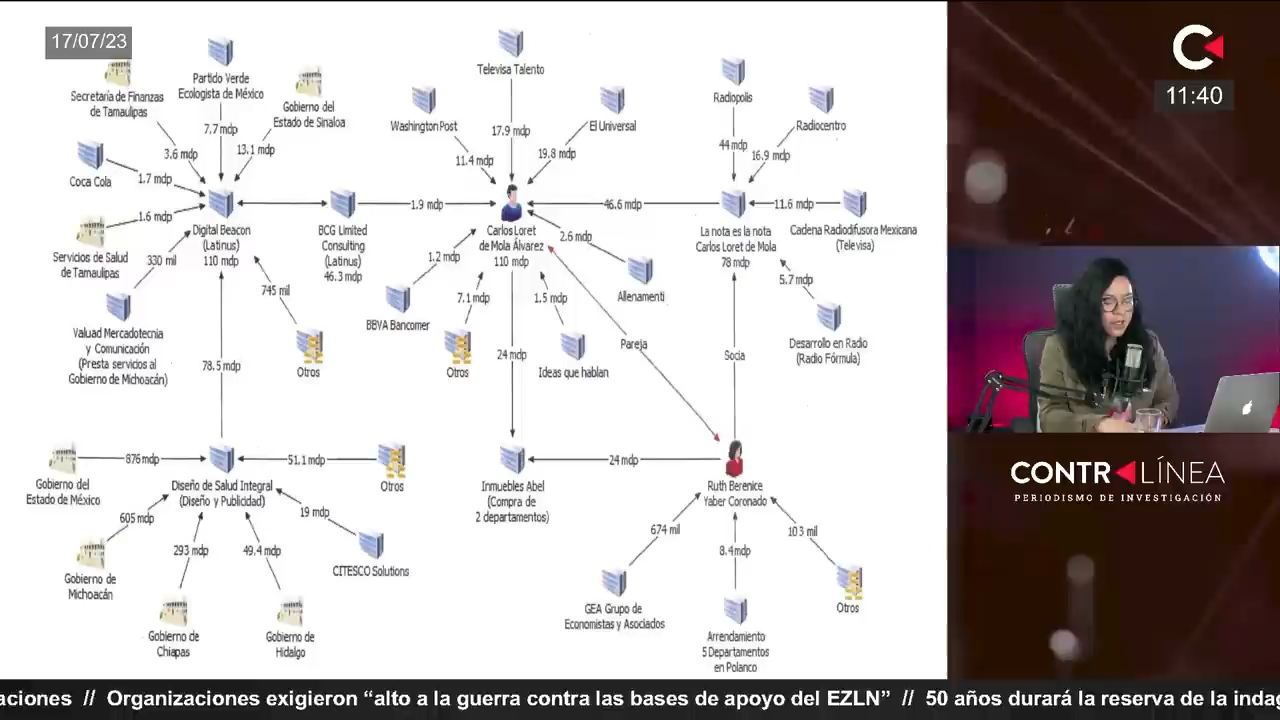 17/07/23
11:40
Secretaría de Finanzas
de Tamaulipas
Partido Verde
Ecologista de México
Gobierno del
Estado de Sinaloa
Televisa Talento
Washington Post
El Universal
Radiopolis
Radiocentro
3.6 mdp
7.7 mdp
13.1 mdp
11.4 mdp
17.9 mdp
19.8 mdp
44 mdp
16.9 mdp
Coca Cola
1.7 mdp
1.6 mdp
Servicios de Salud
de Tamaulipas
330 mil
Digital Beacon
(Latinus)
110 mdp
BCG Limited
Consulting
(Latinus)
46.3 mdp
1.9 mdp
Carlos Loret
de Mola Álvarez
110 mdp
46.6 mdp
La nota es la nota
Carlos Loret de Mola
78 mdp
11.6 mdp
Cadena Radiodifusora Mexicana
(Televisa)
1.2 mdp
2.6 mdp
Allenamenti
5.7 mdp
745 mil
7.1 mdp
1.5 mdp
BBVA Bancomer
Valuad Mercadotecnia
y Comunicación
(Presta servicios al
Gobierno de Michoacán)
Otros
Otros
Ideas que hablan
Desarrollo en Radio
(Radio Fórmula)
78.5 mdp
24 mdp
Pareja
Socia
876 mdp
51.1 mdp
24 mdp
Gobierno del
Estado de México
Diseño de Salud Integral
(Diseño y Publicidad)
Otros
Inmuebles Abel
(Compra de
2 departamentos)
Ruth Berenice
Yaber Coronado
605 mdp
293 mdp
49.4 mdp
19 mdp
674 mil
8.4mdp
103 mil
Gobierno de
Michoacán
CITESCO Solutions
Gobierno de
Chiapas
Gobierno de
Hidalgo
GEA Grupo de
Economistas y Asociados
Arrendamiento
5 Departamentos
en Polanco
Otros
CONTRLÍNEA
PERIODISMO DE INVESTIGACIÓN
aciones // Organizaciones exigieron “alto a la guerra contra las bases de apoyo del EZLN” // 50 años durará la reserva de la indag